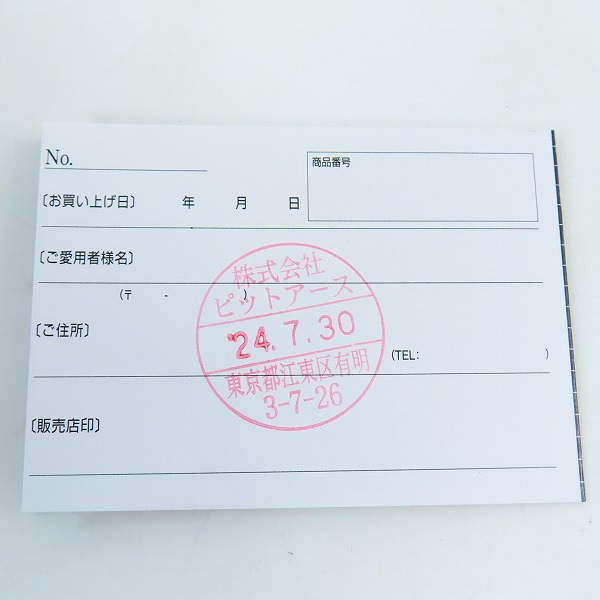 No.
商品番号
〔お買い上げ日〕 年 月 日
〔ご愛用者様名〕
(〒 - )
〔ご住所〕
(TEL: )
〔販売店印〕
株式会社
ピットアース
'24.7.30
東京都江東区有明
3-7-26